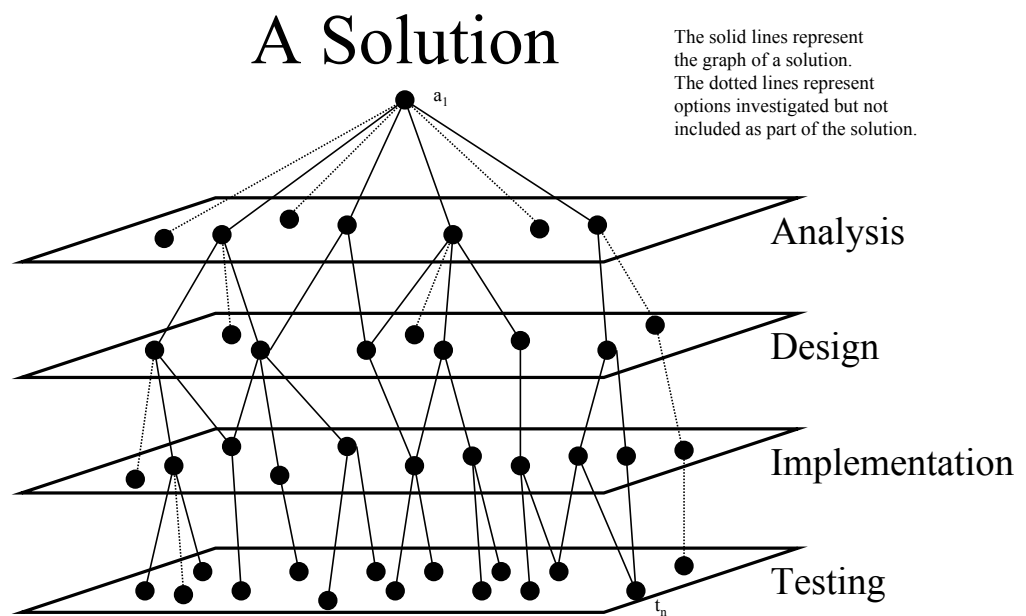 A Solution
The solid lines represent
the graph of a solution.
The dotted lines represent
options investigated but not
included as part of the solution.
a₁
Analysis
Design
Implementation
Testing
tₙ